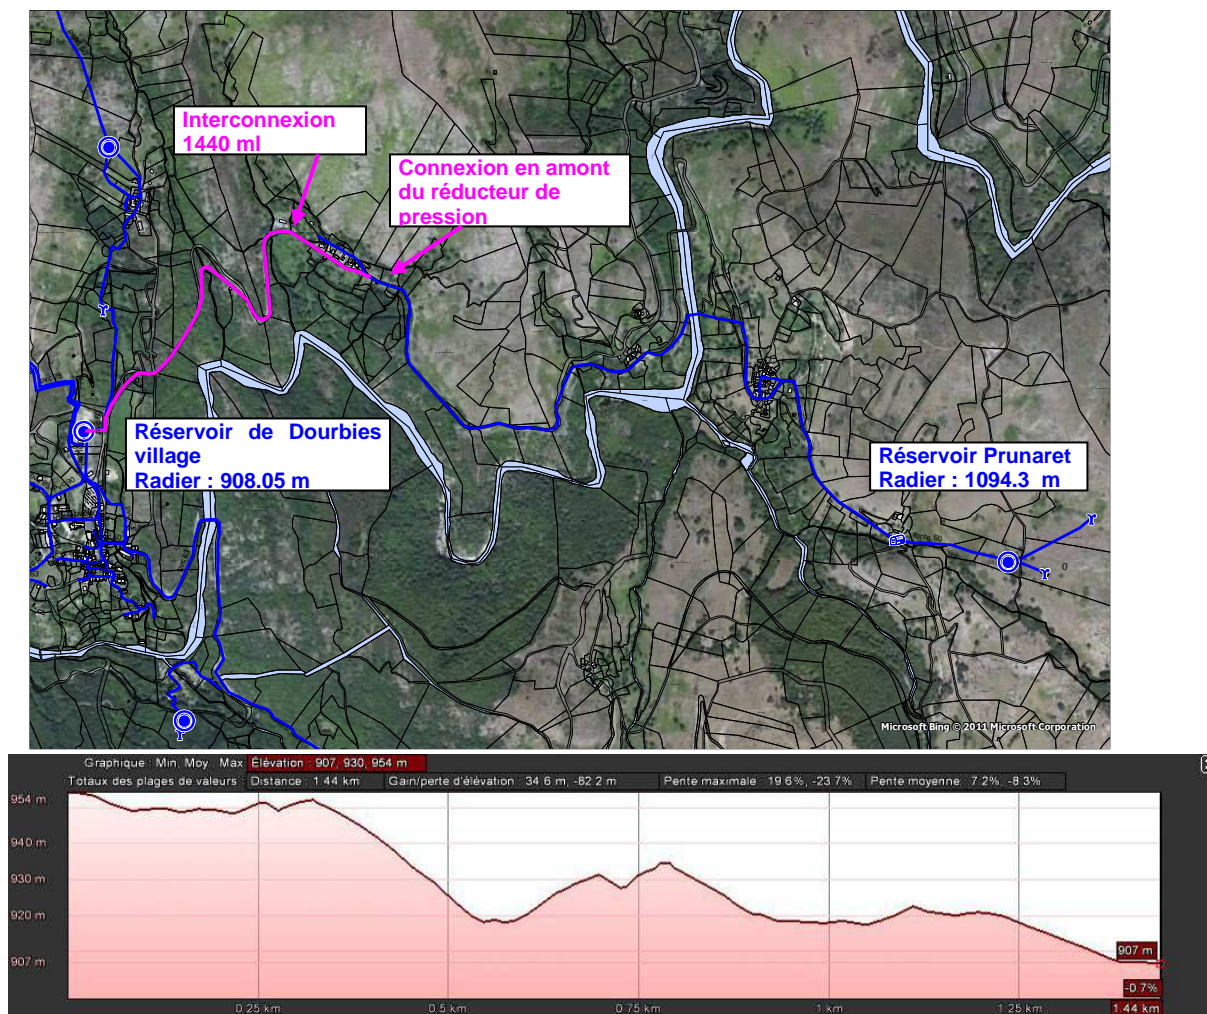 Interconnexion
1440 ml
Connexion en amont
du réducteur de
pression
Réservoir de Dourbies
village
Radier : 908.05 m
Réservoir Prunaret
Radier : 1094.3 m
Microsoft Bing © 2011 Microsoft Corporation
Graphique : Min, Moy, Max Élévation : 907, 930, 954 m
Totaux des plages de valeurs : Distance : 1.44 km Gain/perte d'élévation : 34.6 m, -82.2 m Pente maximale : 19.6%, -23.7% Pente moyenne : 7.2%, -8.3%
954 m
940 m
930 m
920 m
907 m
907 m
-0.7%
0.25 km 0.5 km 0.75 km 1 km 1.25 km 1.44 km